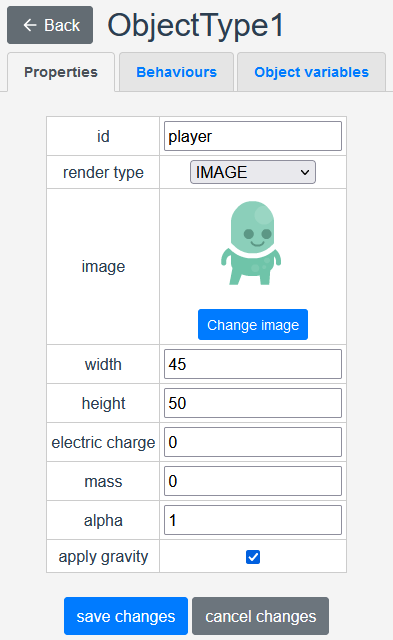 ← Back ObjectType1
Properties Behaviours Object variables
id player
render type IMAGE
image
Change image
width 45
height 50
electric charge 0
mass 0
alpha 1
apply gravity
save changes cancel changes